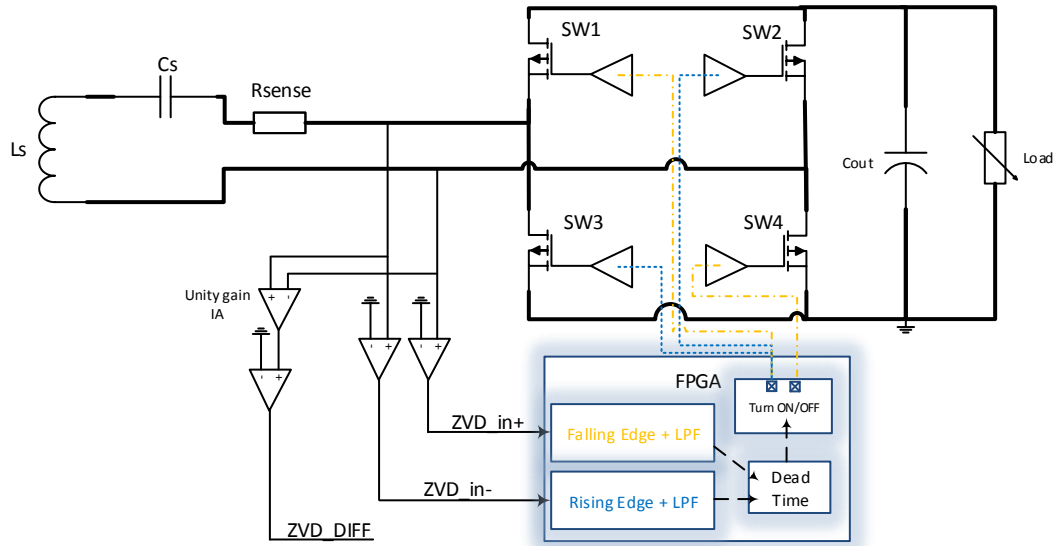 SW1
SW2
Cs
Rsense
Ls
Cout
Load
SW3
SW4
+
-
Unity gain
IA
-
+
-
+
-
+
FPGA
Turn ON/OFF
ZVD_in+
Falling Edge + LPF
Dead
Time
ZVD_in-
Rising Edge + LPF
ZVD_DIFF